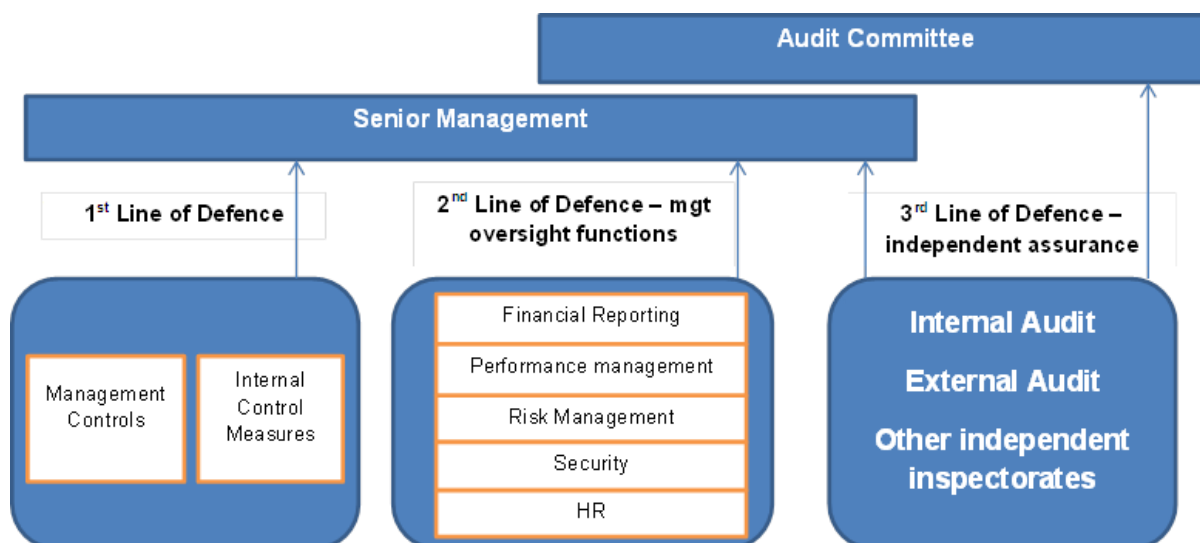 Audit Committee
Senior Management
1st Line of Defence
2nd Line of Defence – mgt
oversight functions
3rd Line of Defence –
independent assurance
Management
Controls
Internal
Control
Measures
Financial Reporting
Performance management
Risk Management
Security
HR
Internal Audit
External Audit
Other independent
inspectorates